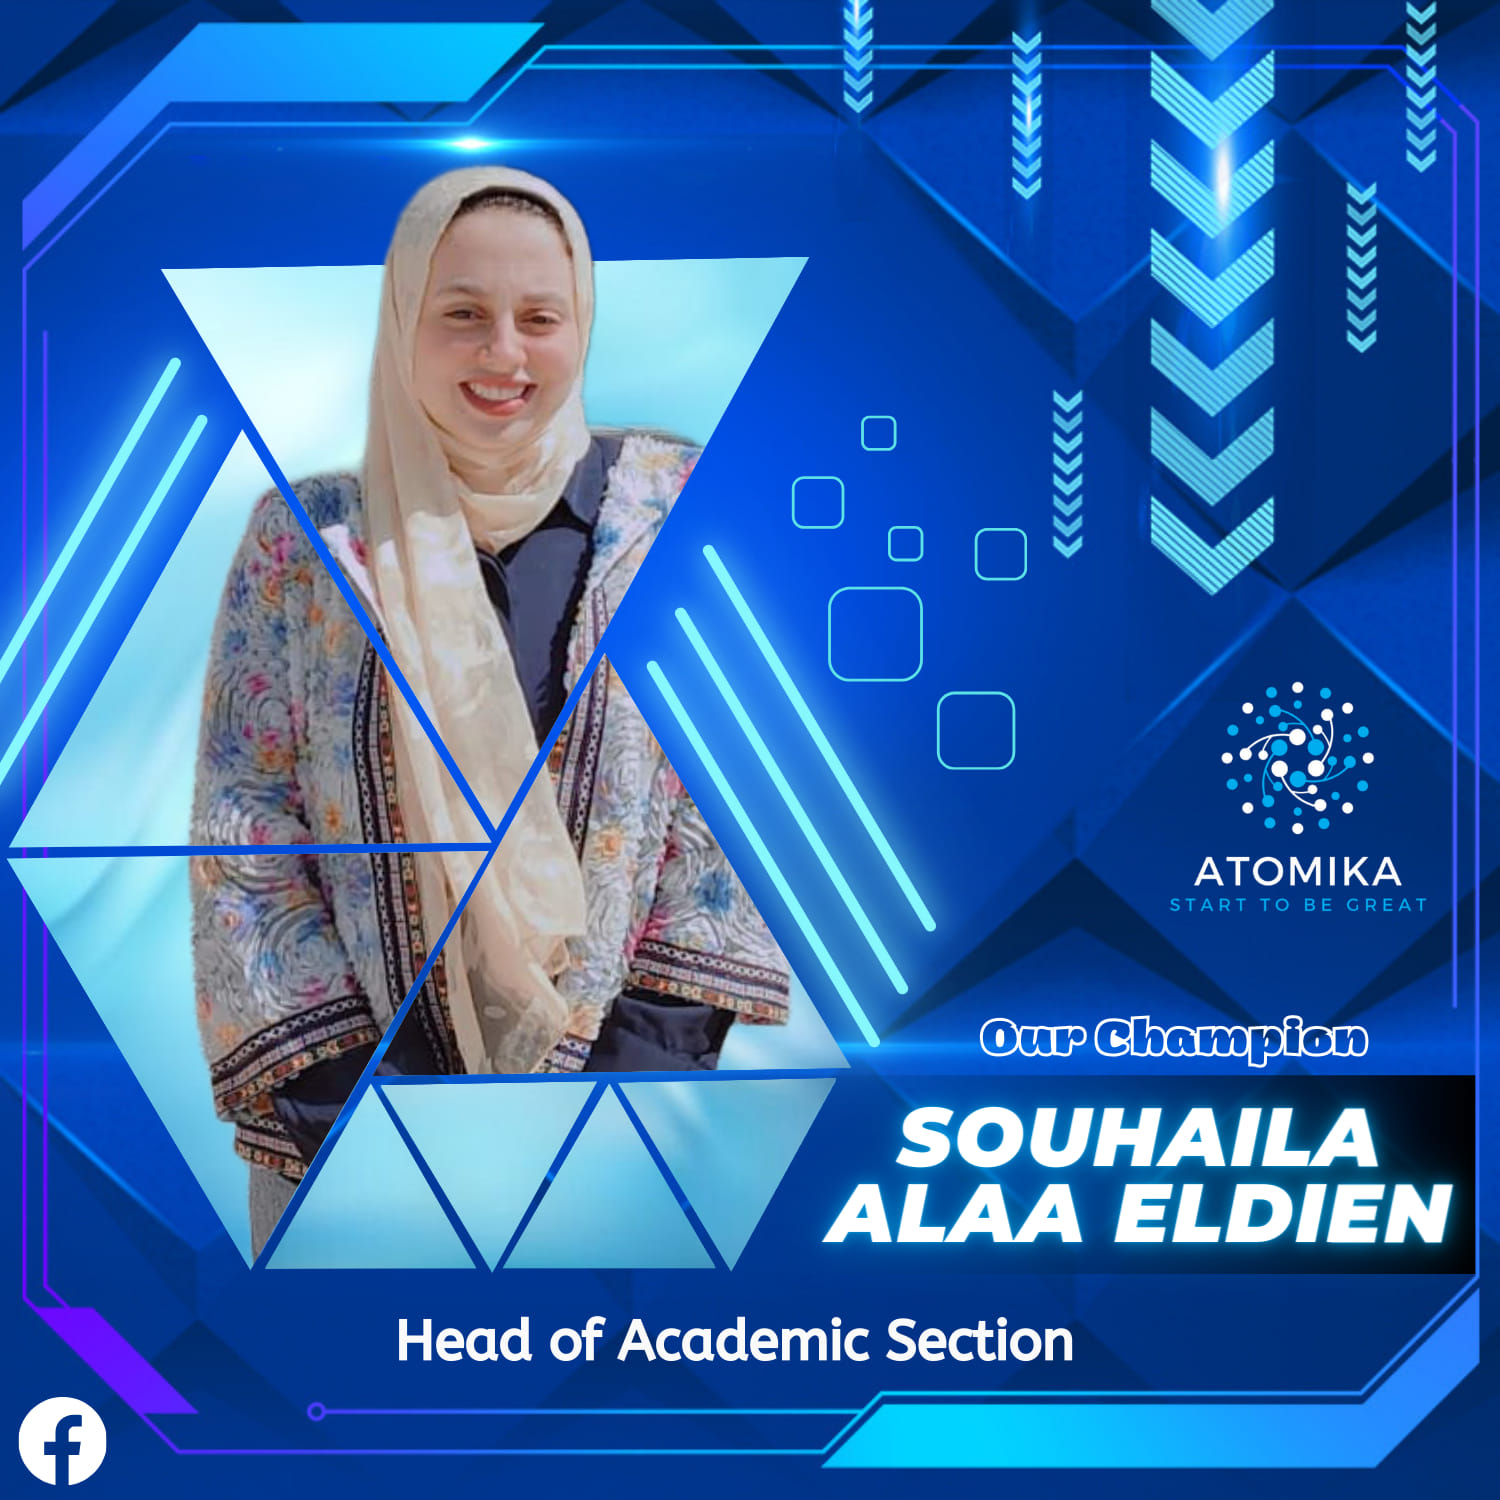 ATOMIKA
START TO BE GREAT
Our Champion
SOUHAILA
ALAA ELDIEN
Head of Academic Section